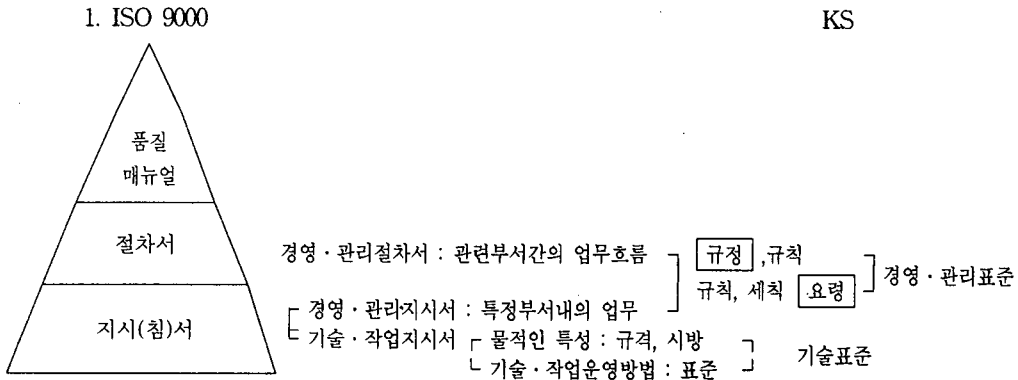 1. ISO 9000 KS
품질
매뉴얼
절차서
경영·관리절차서 : 관련부서간의 업무흐름 규정, 규칙
규칙, 세칙 요령 경영·관리표준
지시(침)서
경영·관리지시서 : 특정부서내의 업무
기술·작업지시서 물적인 특성 : 규격, 시방
기술·작업운영방법 : 표준
기술표준